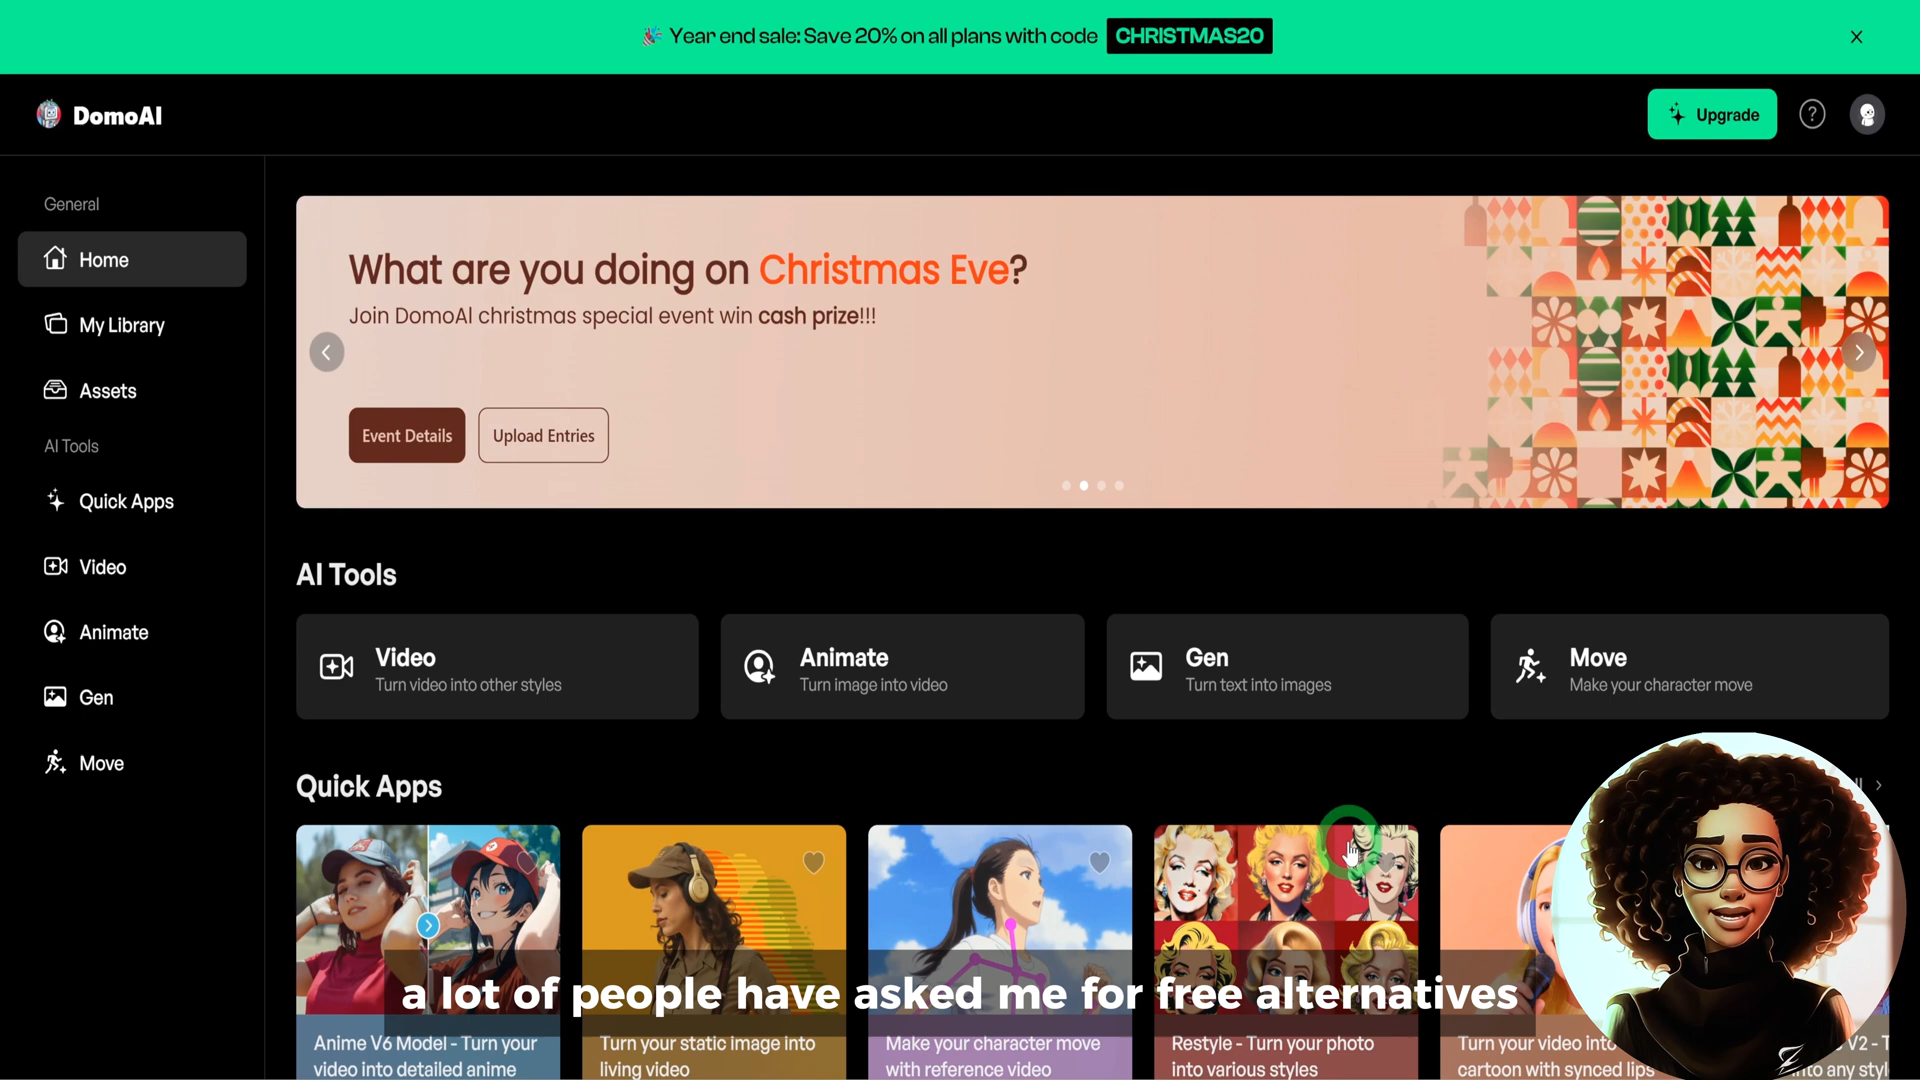 Year end sale: Save 20% on all plans with code CHRISTMAS20
DomoAI
Upgrade
General
Home
My Library
Assets
AI Tools
Quick Apps
Video
Animate
Gen
Move
What are you doing on Christmas Eve?
Join DomoAI christmas special event win cash prize!!!
Event Details
Upload Entries
AI Tools
Video
Turn video into other styles
Animate
Turn image into video
Gen
Turn text into images
Move
Make your character move
Quick Apps
a lot of people have asked me for free alternatives
Anime V6 Model - Turn your
video into detailed anime
Turn your static image into
living video
Make your character move
with reference video
Restyle - Turn your photo
into various styles
Turn your video into
cartoon with synced lips
V2 - T
into any styl